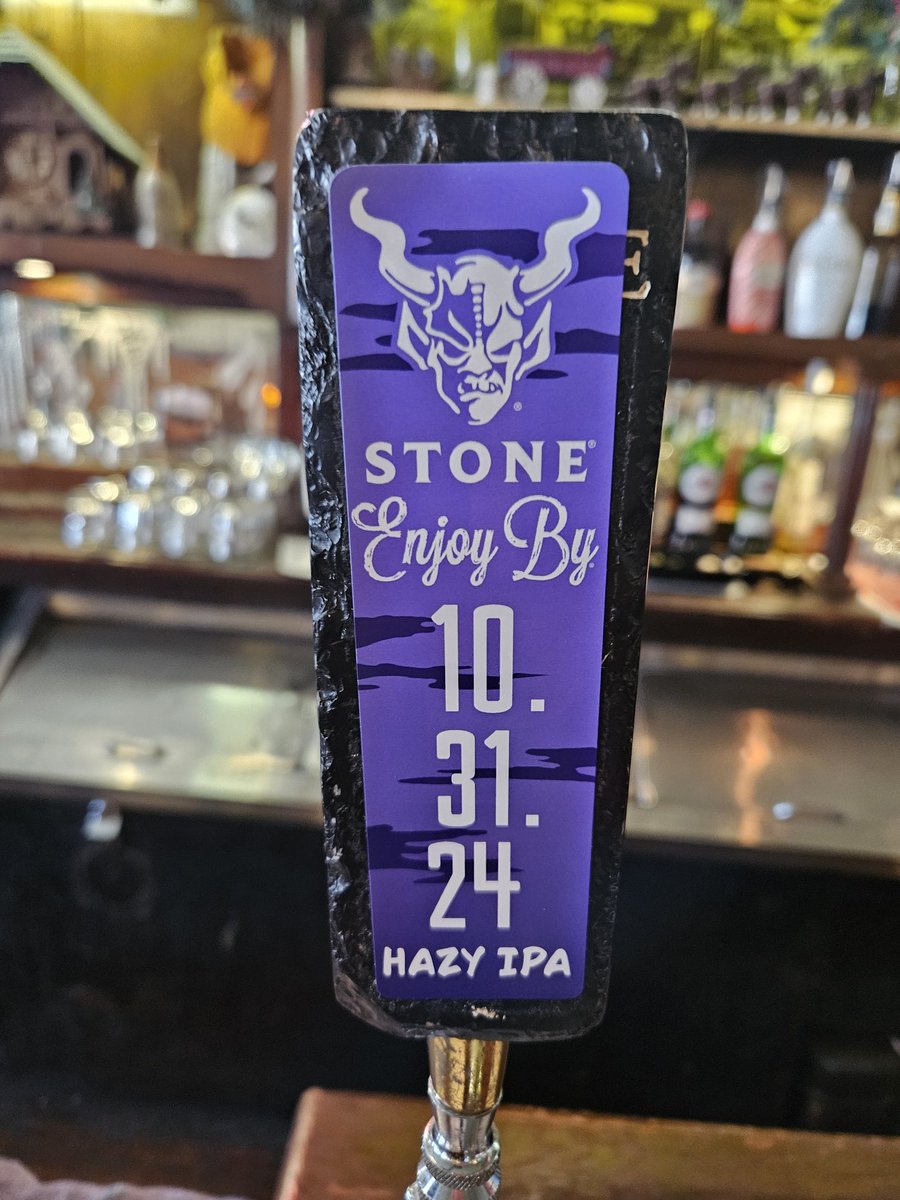 STONE®
Enjoy By®
10.
31.
24
HAZY IPA
E